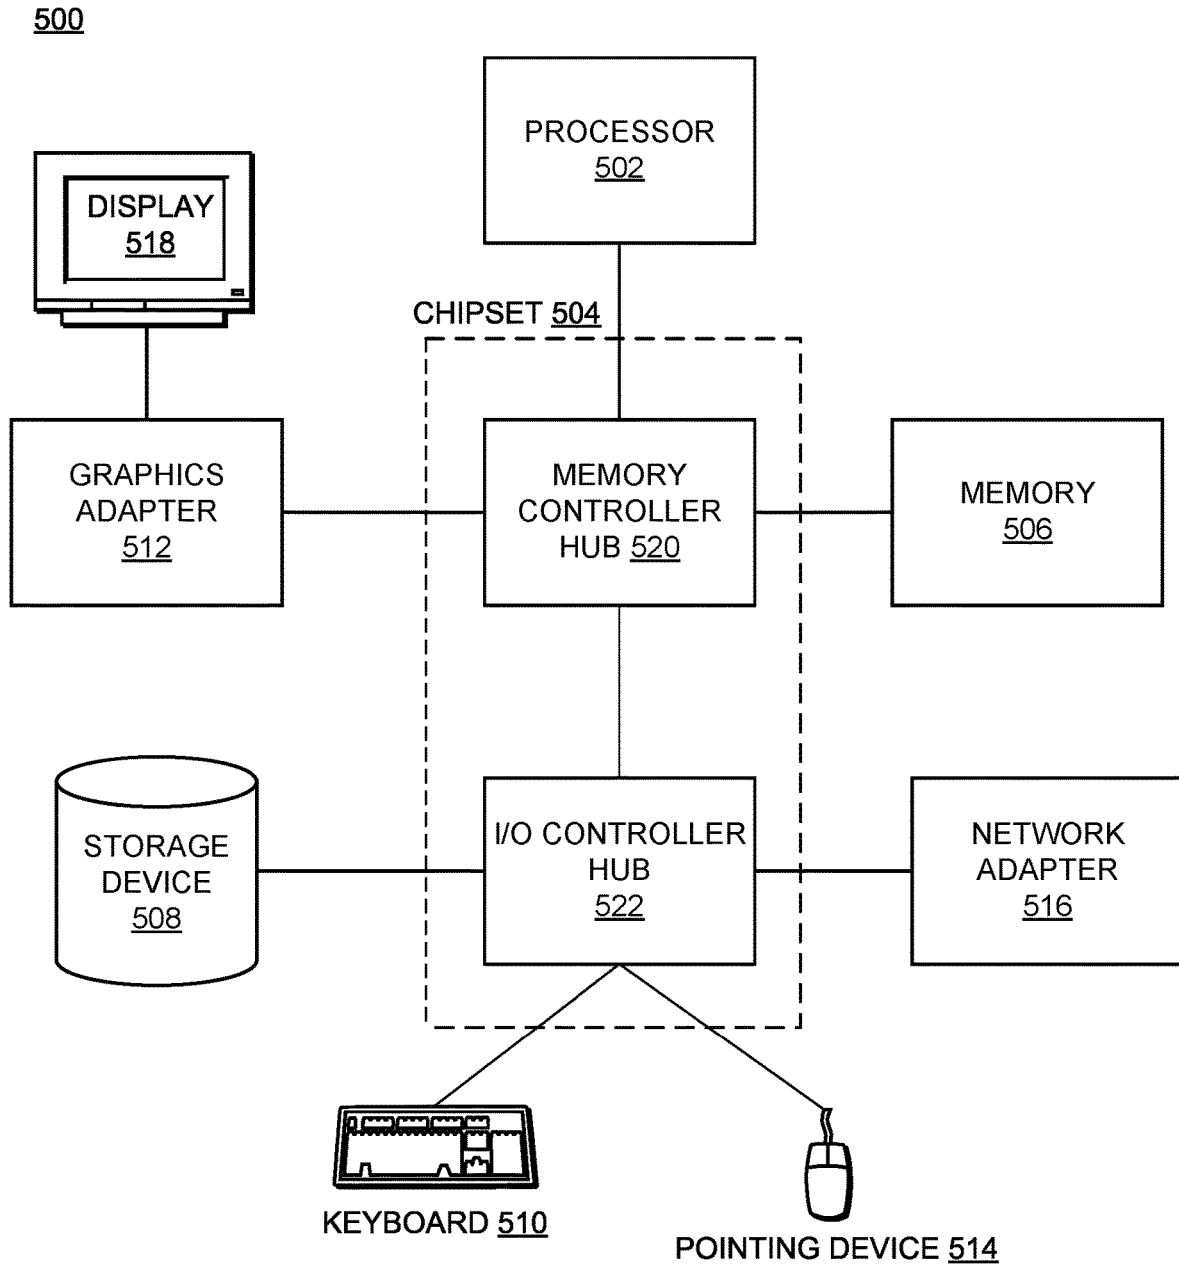 500
PROCESSOR
502
DISPLAY
518
CHIPSET 504
GRAPHICS
ADAPTER
512
MEMORY
CONTROLLER
HUB 520
MEMORY
506
STORAGE
DEVICE
508
I/O CONTROLLER
HUB
522
NETWORK
ADAPTER
516
KEYBOARD 510
POINTING DEVICE 514